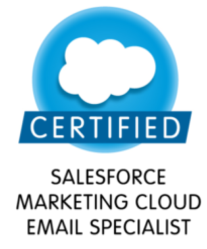 CERTIFIED
SALESFORCE
MARKETING CLOUD
EMAIL SPECIALIST